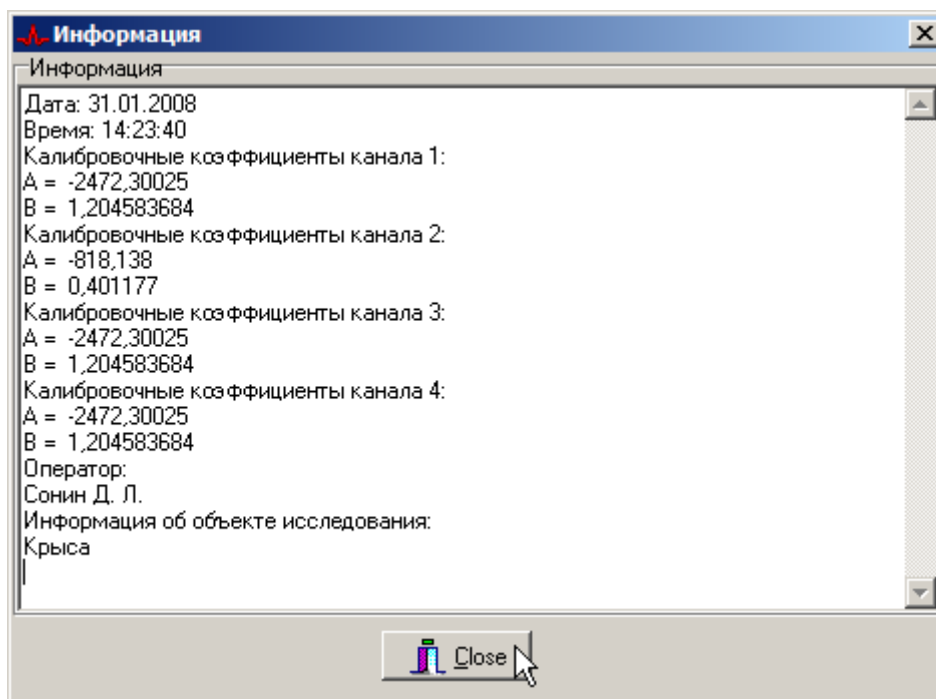 Информация
Информация
Дата: 31.01.2008
Время: 14:23:40
Калибровочные коэффициенты канала 1:
A = -2472,30025
B = 1,204583684
Калибровочные коэффициенты канала 2:
A = -818,138
B = 0,401177
Калибровочные коэффициенты канала 3:
A = -2472,30025
B = 1,204583684
Калибровочные коэффициенты канала 4:
A = -2472,30025
B = 1,204583684
Оператор:
Сонин Д. Л.
Информация об объекте исследования:
Крыса
Close